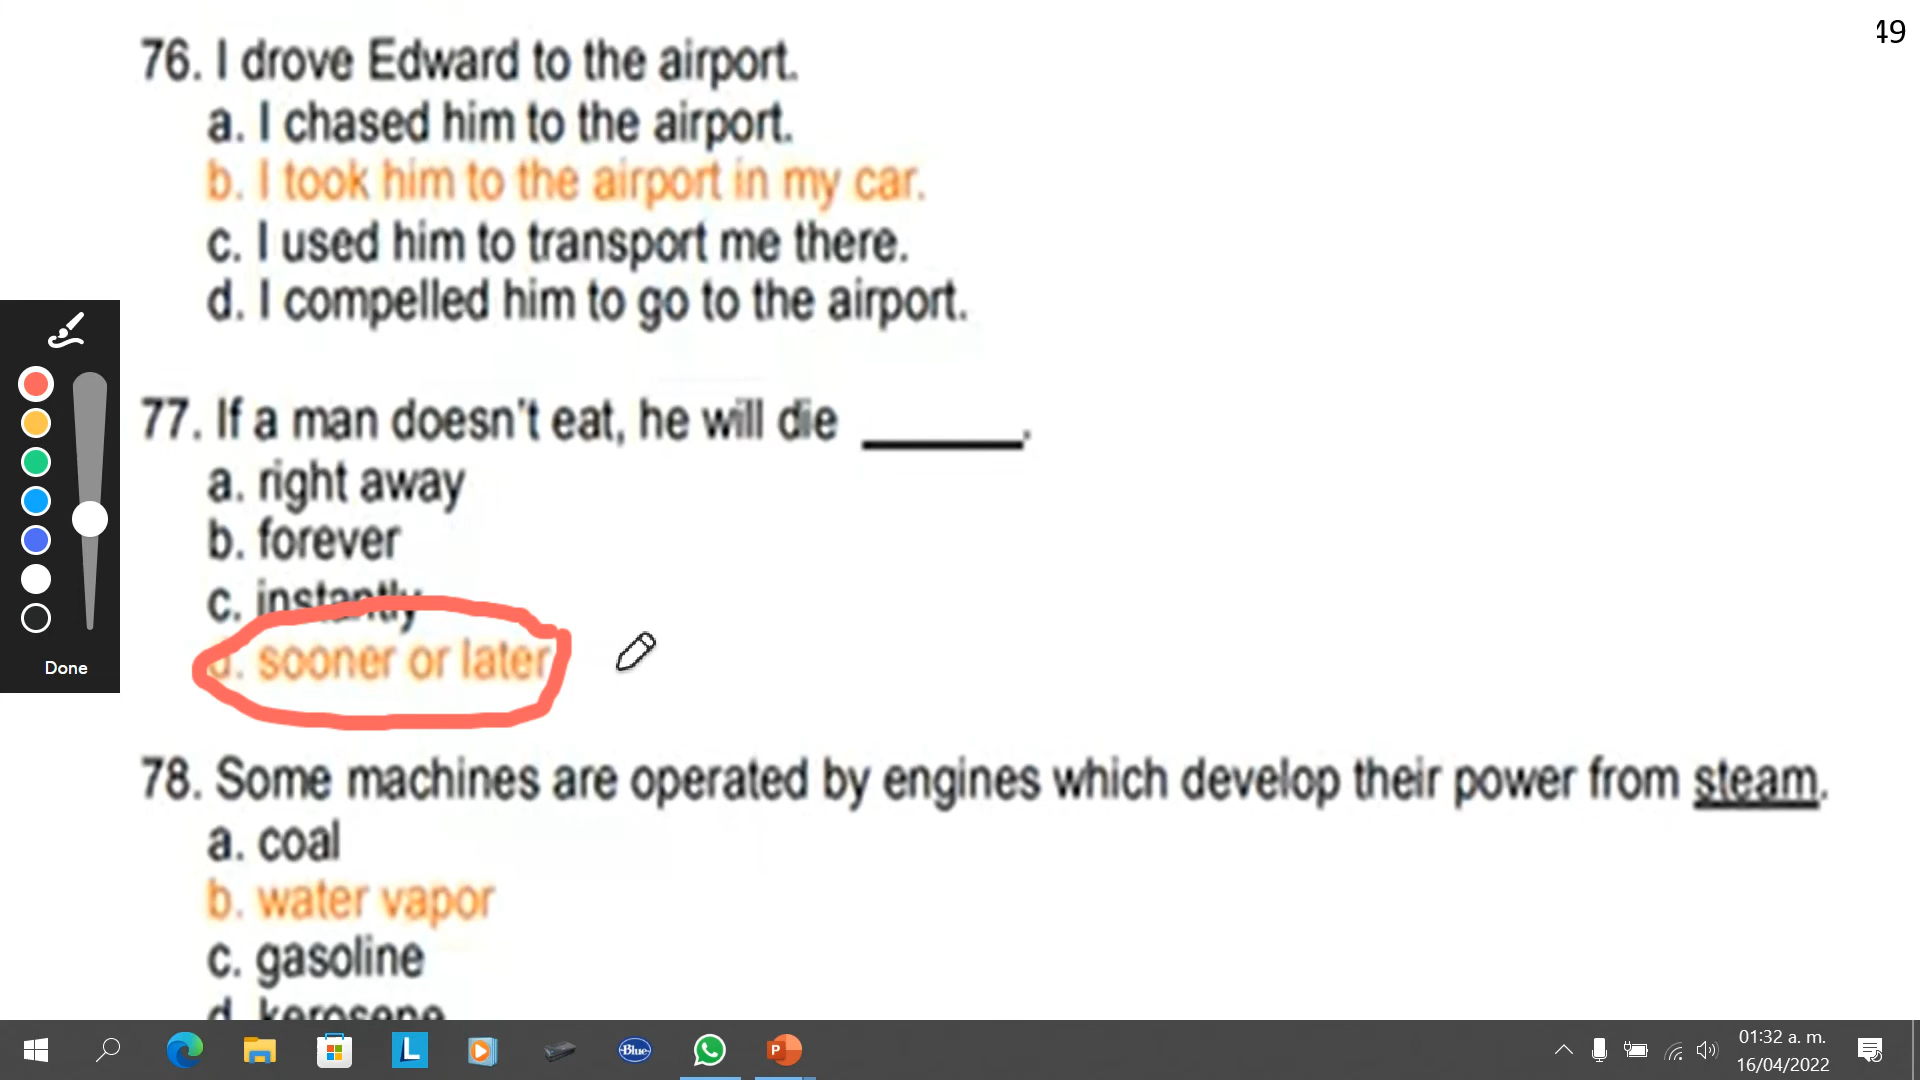 49
76. I drove Edward to the airport.
a. I chased him to the airport.
b. I took him to the airport in my car.
c. I used him to transport me there.
d. I compelled him to go to the airport.
77. If a man doesn't eat, he will die ______.
a. right away
b. forever
c. instantly
d. sooner or later
Done
78. Some machines are operated by engines which develop their power from steam.
a. coal
b. water vapor
c. gasoline
d. kerosene
L
Blue
P
01:32 a. m.
16/04/2022